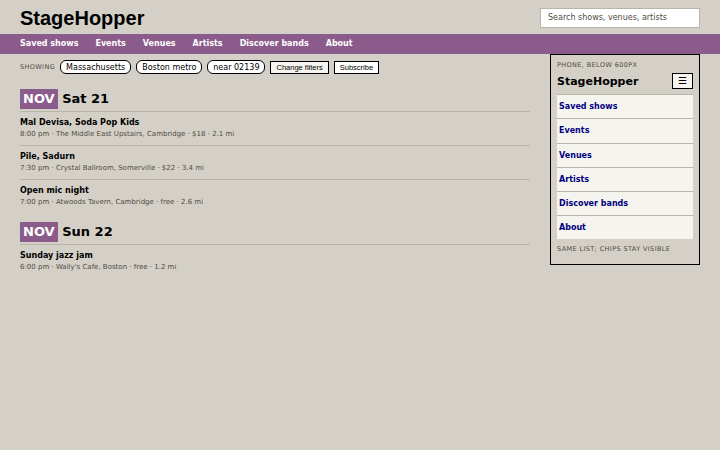 StageHopper
Search shows, venues, artists
Saved shows Events Venues Artists Discover bands About
SHOWING Massachusetts Boston metro near 02139 Change filters Subscribe
NOV Sat 21
Mal Devisa, Soda Pop Kids
8:00 pm · The Middle East Upstairs, Cambridge · $18 · 2.1 mi
Pile, Sadurn
7:30 pm · Crystal Ballroom, Somerville · $22 · 3.4 mi
Open mic night
7:00 pm · Atwoods Tavern, Cambridge · free · 2.6 mi
NOV Sun 22
Sunday jazz jam
6:00 pm · Wally's Cafe, Boston · free · 1.2 mi
PHONE, BELOW 600PX
StageHopper ☰
Saved shows
Events
Venues
Artists
Discover bands
About
SAME LIST; CHIPS STAY VISIBLE